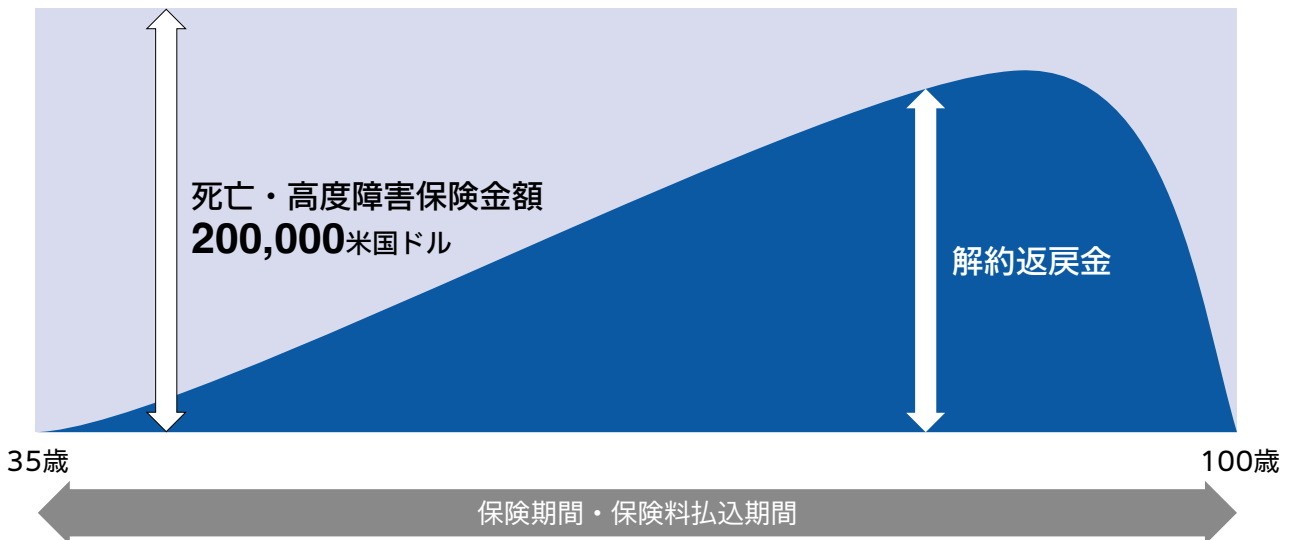 死亡・高度障害保険金額
200,000米国ドル
解約返戻金
35歳
100歳
保険期間・保険料払込期間